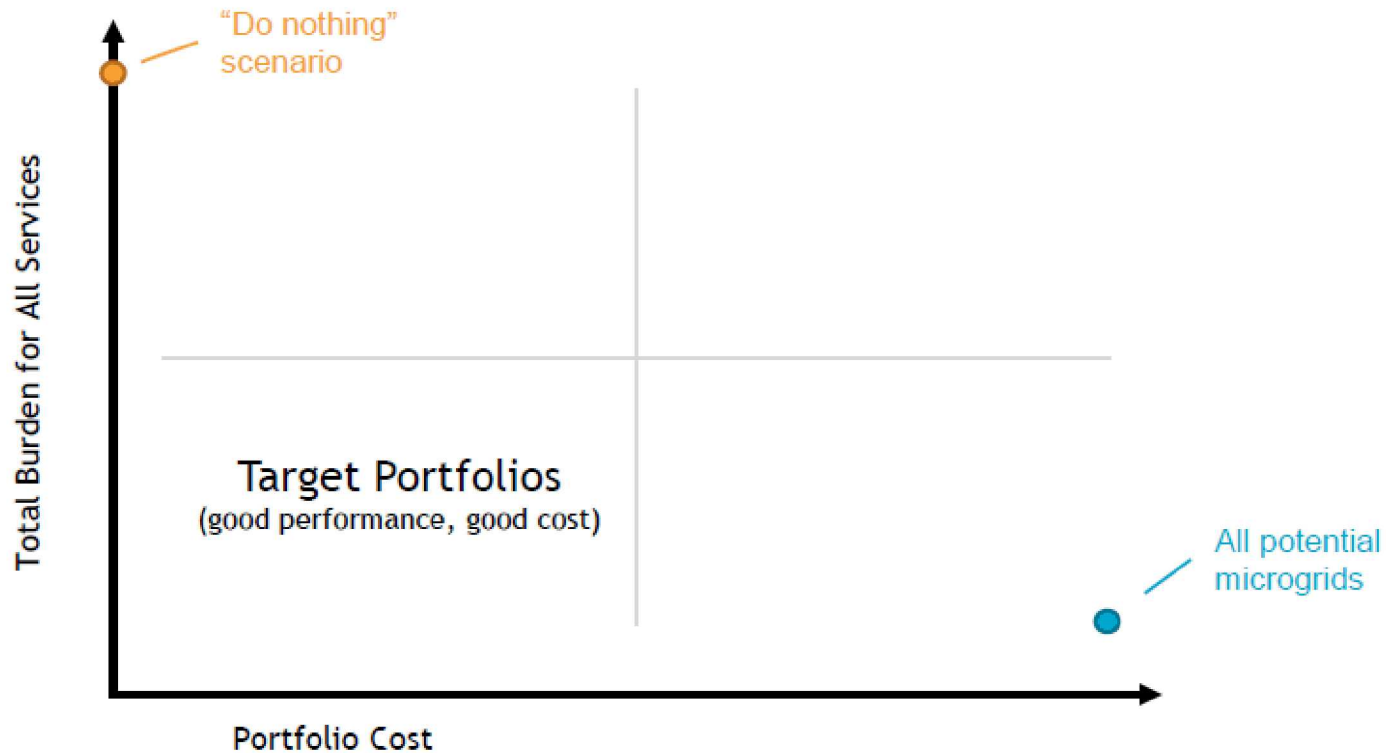 “Do nothing”
scenario
Total Burden for All Services
Target Portfolios
(good performance, good cost)
All potential
microgrids
Portfolio Cost